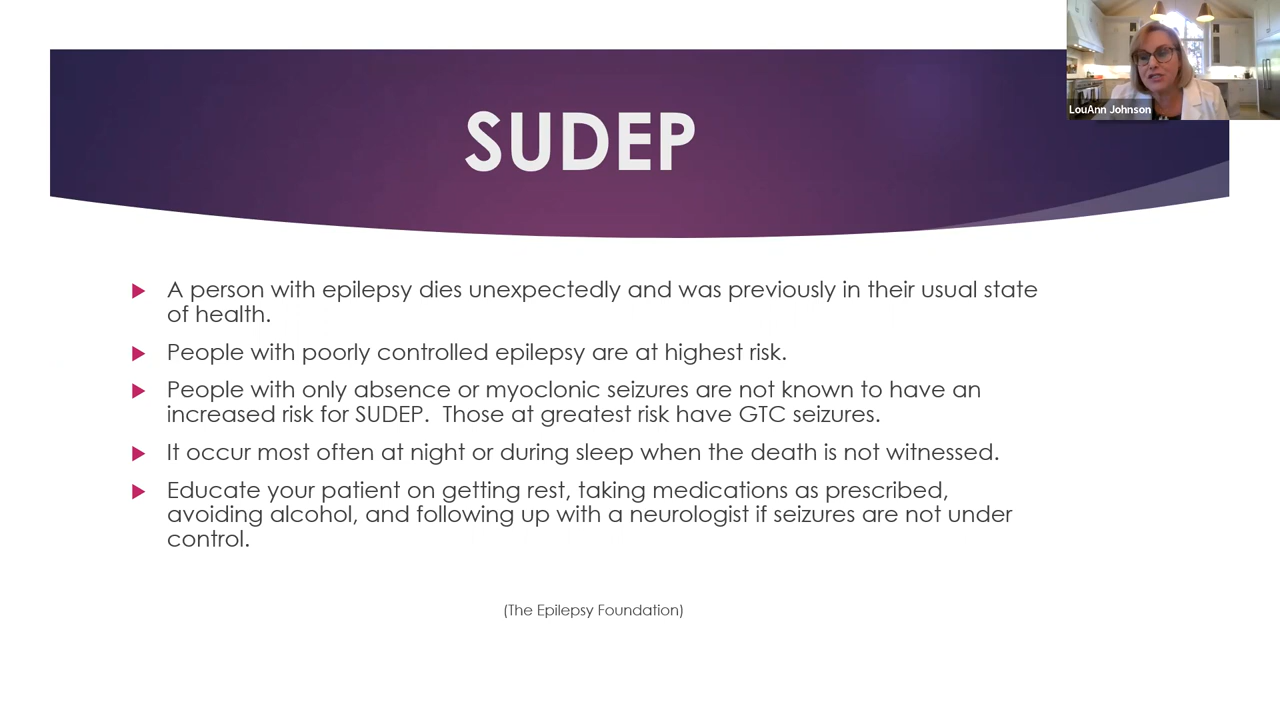 LouAnn Johnson
SUDEP
A person with epilepsy dies unexpectedly and was previously in their usual state
of health.
People with poorly controlled epilepsy are at highest risk.
People with only absence or myoclonic seizures are not known to have an
increased risk for SUDEP.  Those at greatest risk have GTC seizures.
It occur most often at night or during sleep when the death is not witnessed.
Educate your patient on getting rest, taking medications as prescribed,
avoiding alcohol, and following up with a neurologist if seizures are not under
control.
(The Epilepsy Foundation)